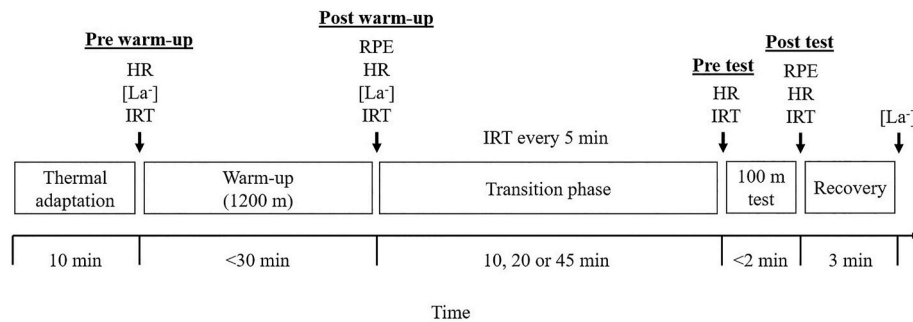 Pre warm-up
HR
[La⁻]
IRT
Post warm-up
RPE
HR
[La⁻]
IRT
IRT every 5 min
Pre test
HR
IRT
Post test
RPE
HR
IRT
[La⁻]
Thermal
adaptation
Warm-up
(1200 m)
Transition phase
100 m
test
Recovery
10 min
<30 min
10, 20 or 45 min
<2 min
3 min
Time